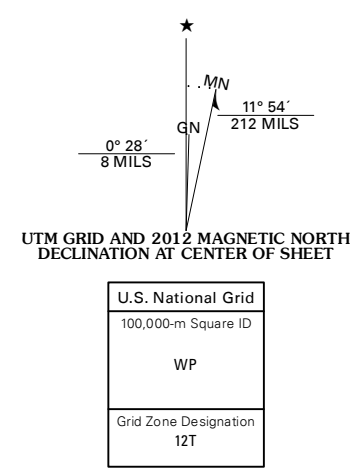 ★
MN
GN
11° 54´
212 MILS
0° 28´
8 MILS
UTM GRID AND 2012 MAGNETIC NORTH
DECLINATION AT CENTER OF SHEET
U.S. National Grid
100,000-m Square ID
WP
Grid Zone Designation
12T